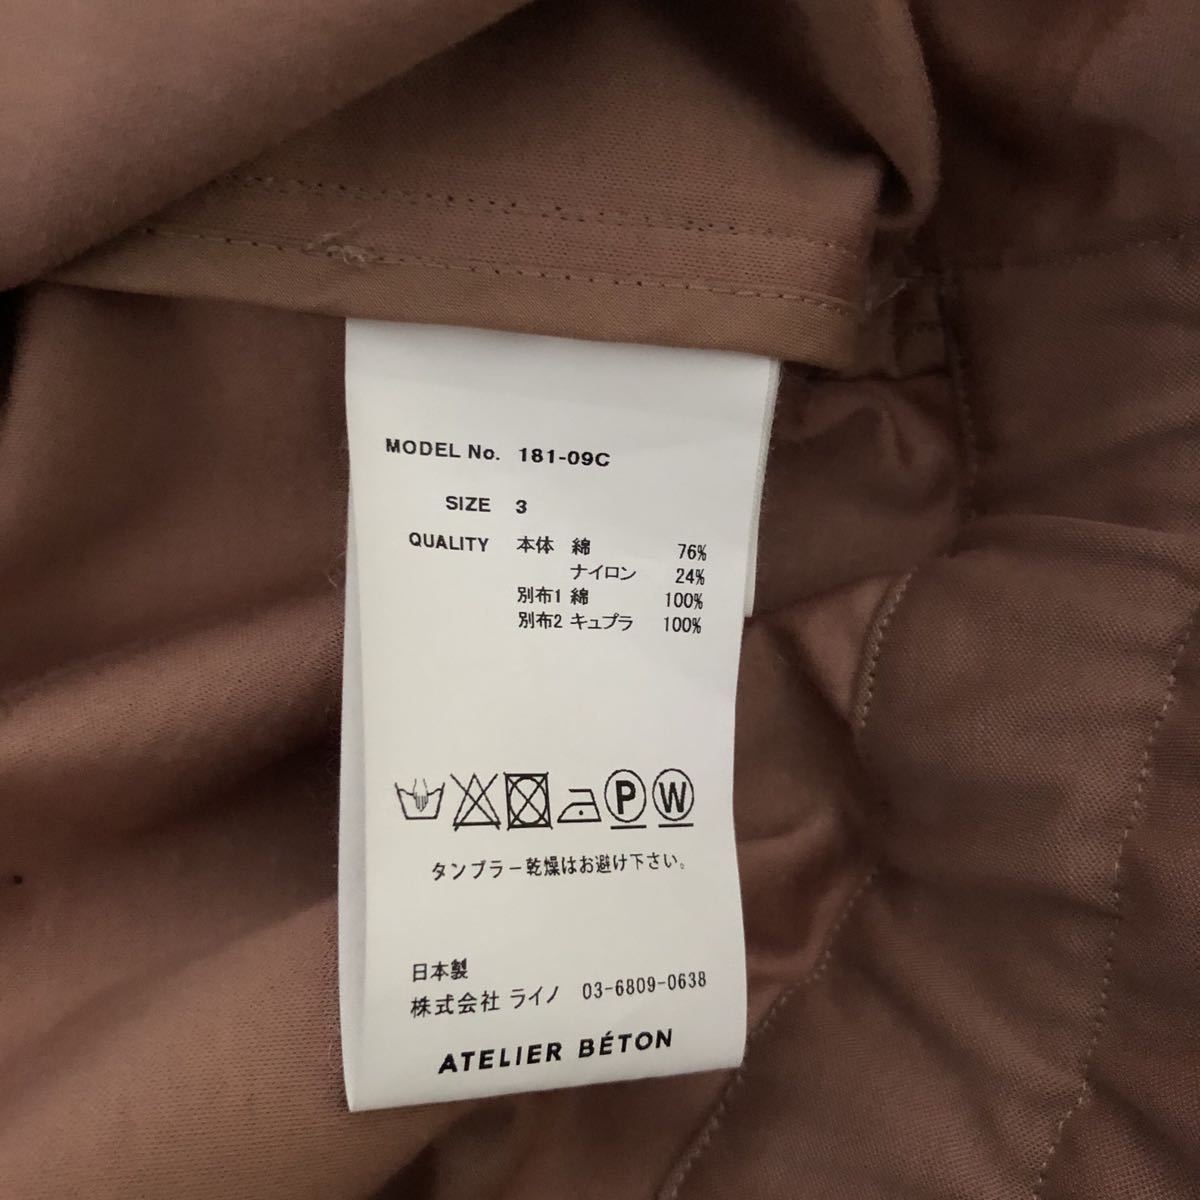 MODEL No. 181-09C
SIZE 3
QUALITY 本体 綿 76%
ナイロン 24%
別布1 綿 100%
別布2 キュプラ 100%
P W
タンブラー乾燥はお避け下さい。
日本製
株式会社 ライノ 03-6809-0638
ATELIER BÉTON